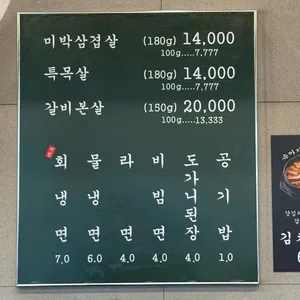 미박삼겹살 (180g) 14,000
100g.....7.777
특목살 (180g) 14,000
100g.....7.777
갈비본살 (150g) 20,000
100g.....13.333
회냉면 7.0
물냉면 6.0
라면 4.0
비빔면 4.0
도가니된장 4.0
공기밥 1.0